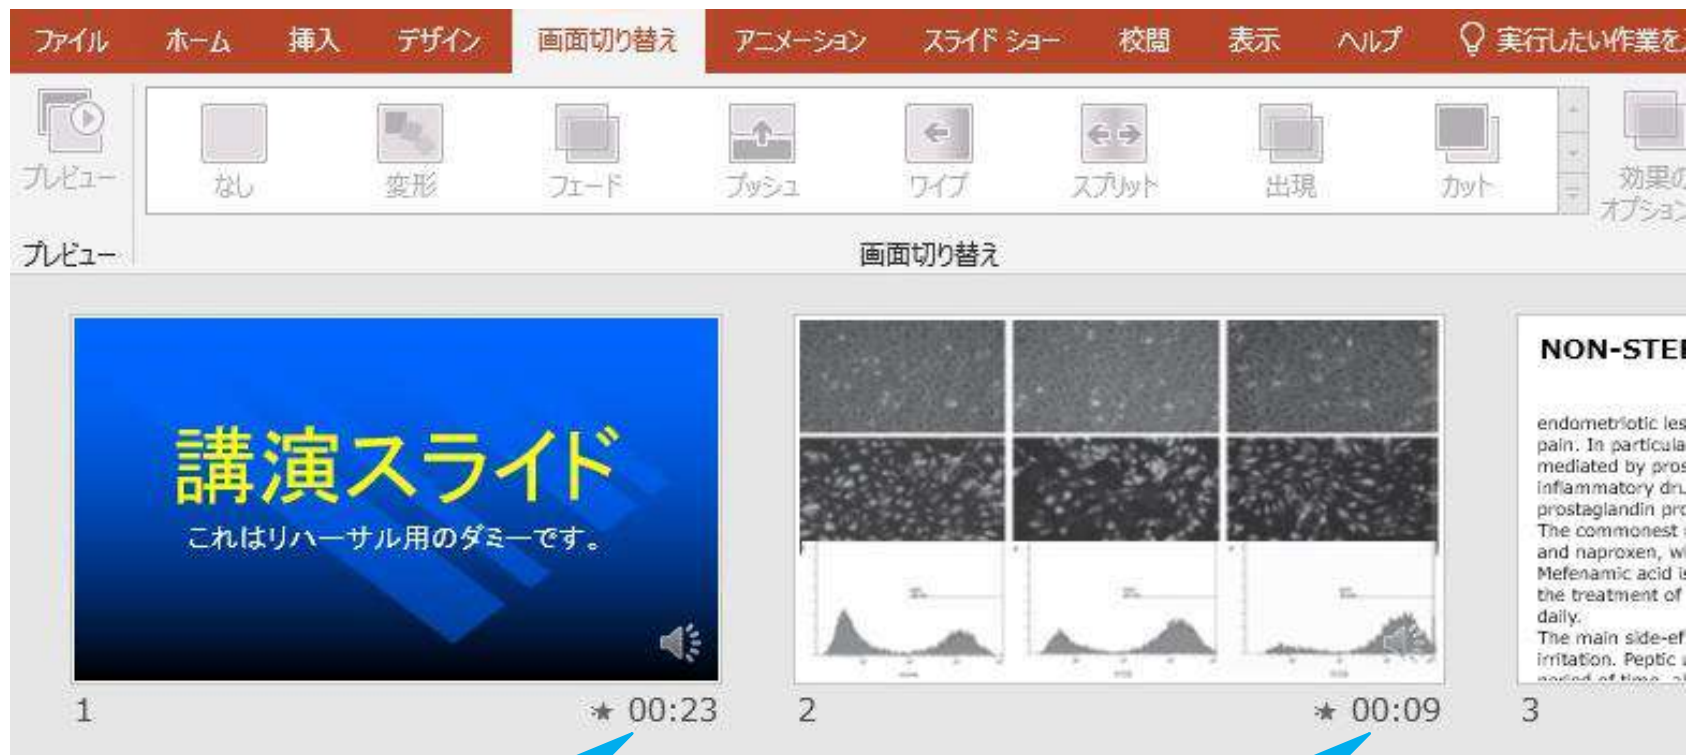 ファイル ホーム 挿入 デザイン 画面切り替え アニメーション スライド ショー 校閲 表示 ヘルプ 実行したい作業を
プレビュー なし 変形 フェード プッシュ ワイプ スプリット 出現 カット 効果の
オプション
プレビュー 画面切り替え
講演スライド
これはリハーサル用のダミーです。
1 00:23
2 00:09
NON-STE
endometriotic les
pain. In particula
mediated by pros
inflammatory dru
prostaglandin pro
The commonest
and naproxen, w
Mefenamic acid is
the treatment of
daily.
The main side-ef
irritation. Peptic
period of time,
3